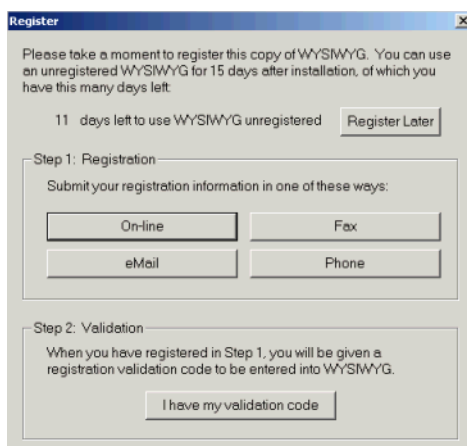 Register
Please take a moment to register this copy of WYSIWYG. You can use
an unregistered WYSIWYG for 15 days after installation, of which you
have this many days left:
11 days left to use WYSIWYG unregistered Register Later
Step 1: Registration
Submit your registration information in one of these ways:
On-line Fax
eMail Phone
Step 2: Validation
When you have registered in Step 1, you will be given a
registration validation code to be entered into WYSIWYG.
I have my validation code